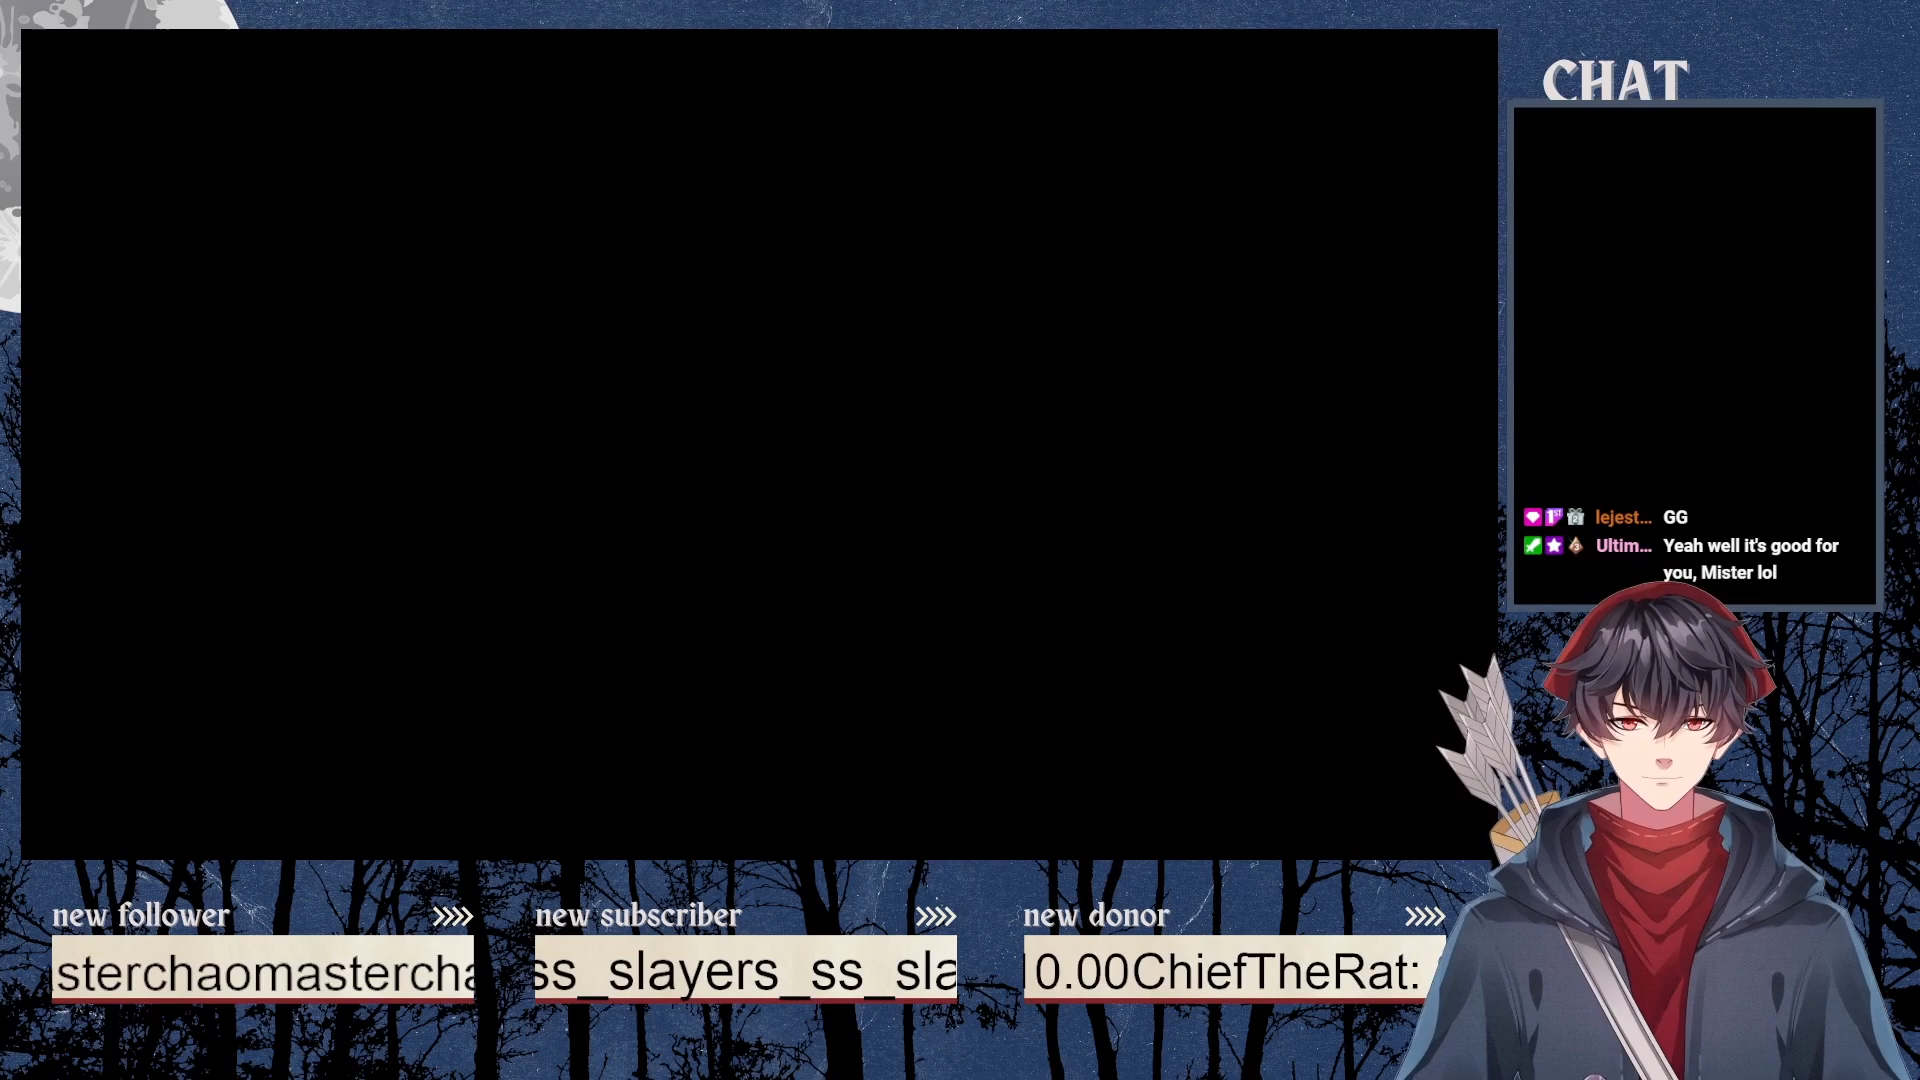 CHAT
lejest... GG
Ultim... Yeah well it's good for
you, Mister lol
new follower >>>>
sterchaomastercha
new subscriber >>>>
ss_slayers_ss_sla
new donor >>>>
0.00ChiefTheRat: